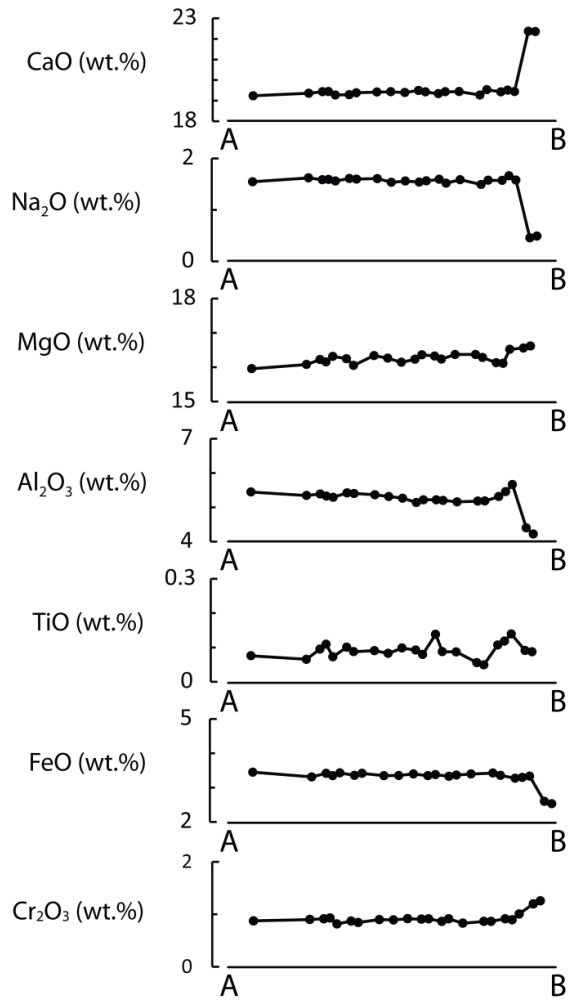 23
CaO (wt.%)
18
A B
2
Na₂O (wt.%)
0
A B
18
MgO (wt.%)
15
A B
7
Al₂O₃ (wt.%)
4
A B
0.3
TiO (wt.%)
0
A B
5
FeO (wt.%)
2
A B
2
Cr₂O₃ (wt.%)
0
A B